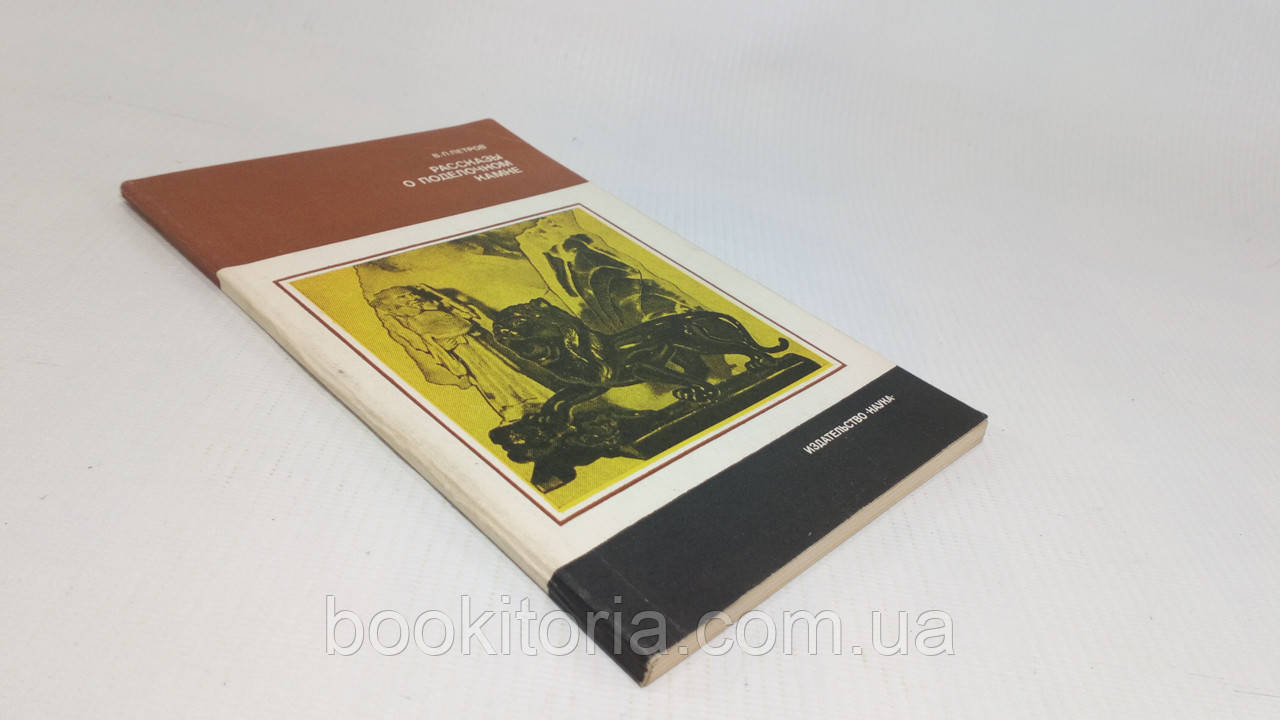 В.П.ПЕТРОВ
РАССКАЗЫ
О ПОДЕЛОЧНОМ
КАМНЕ
ИЗДАТЕЛЬСТВО «НАУКА»
bookitoria.com.ua